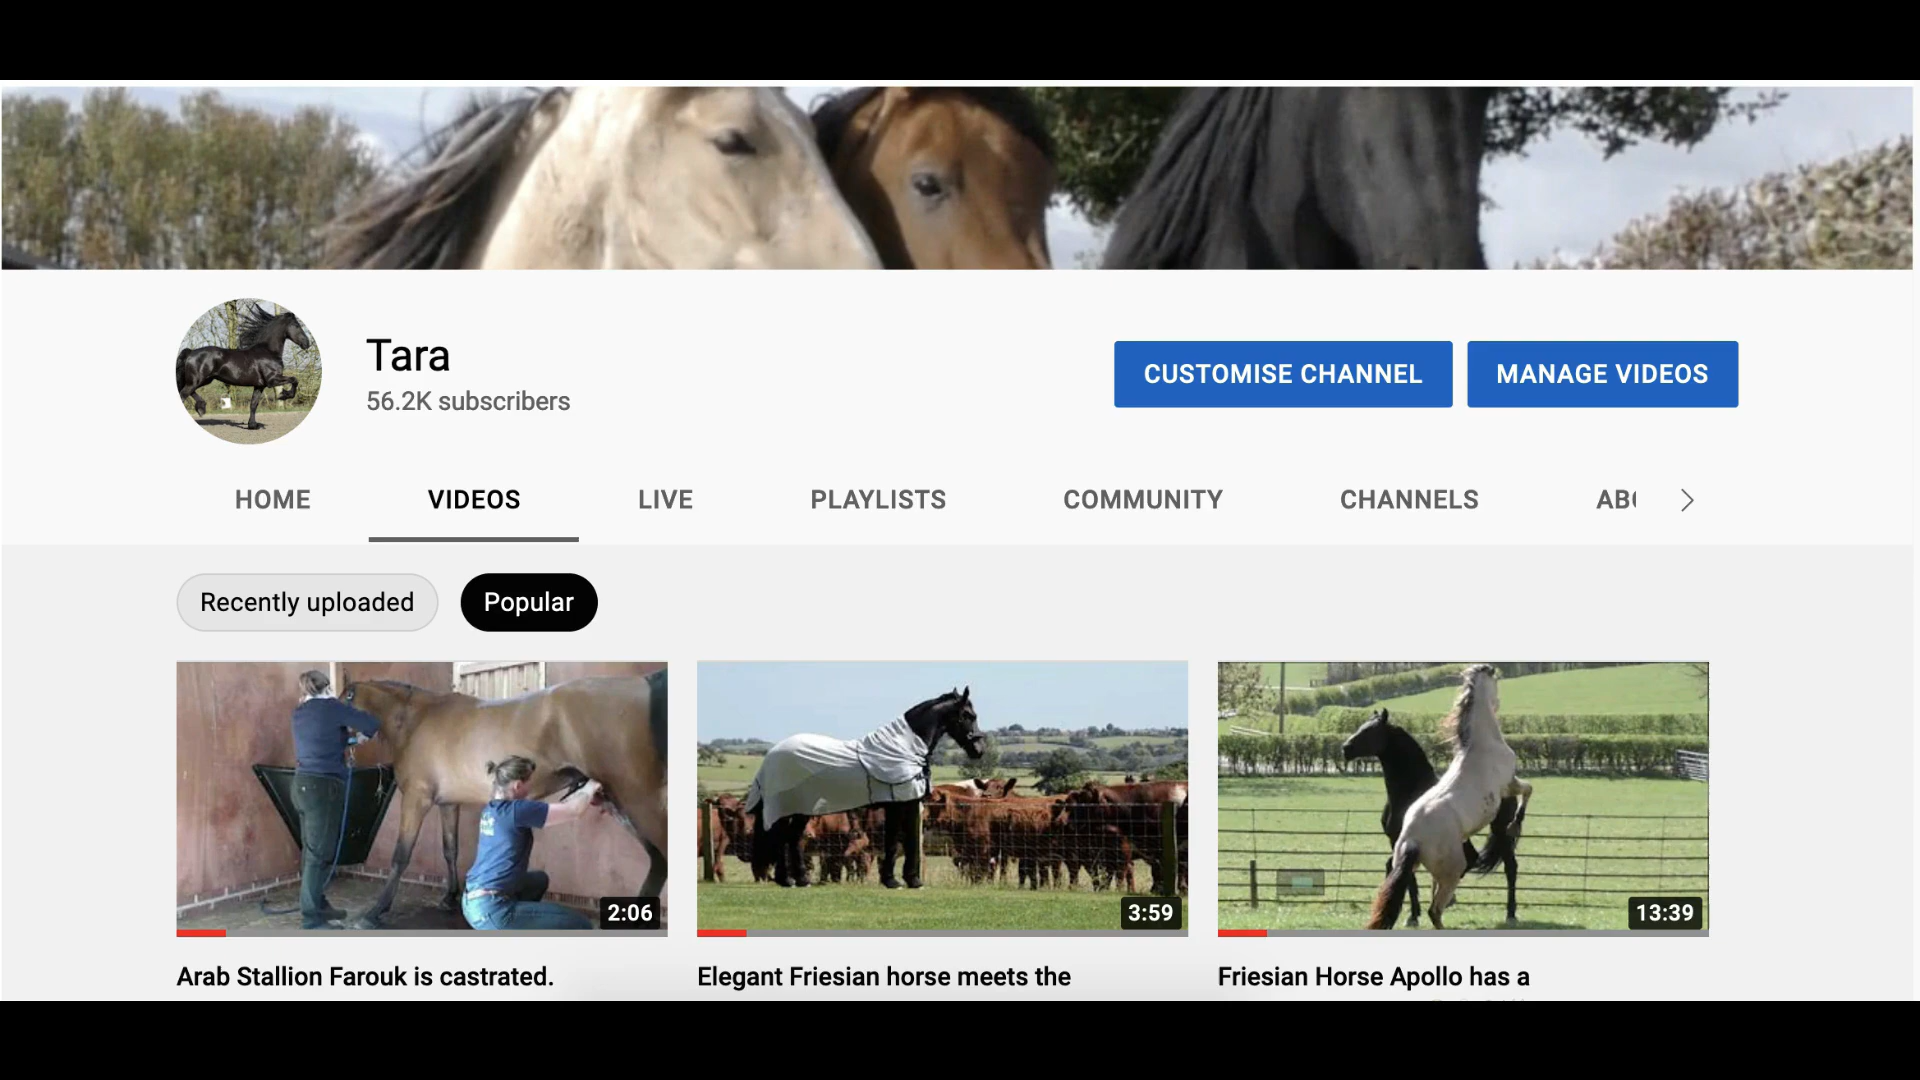 Tara
56.2K subscribers
CUSTOMISE CHANNEL
MANAGE VIDEOS
HOME
VIDEOS
LIVE
PLAYLISTS
COMMUNITY
CHANNELS
Recently uploaded
Popular
2:06
3:59
13:39
Arab Stallion Farouk is castrated.
Elegant Friesian horse meets the
Friesian Horse Apollo has a